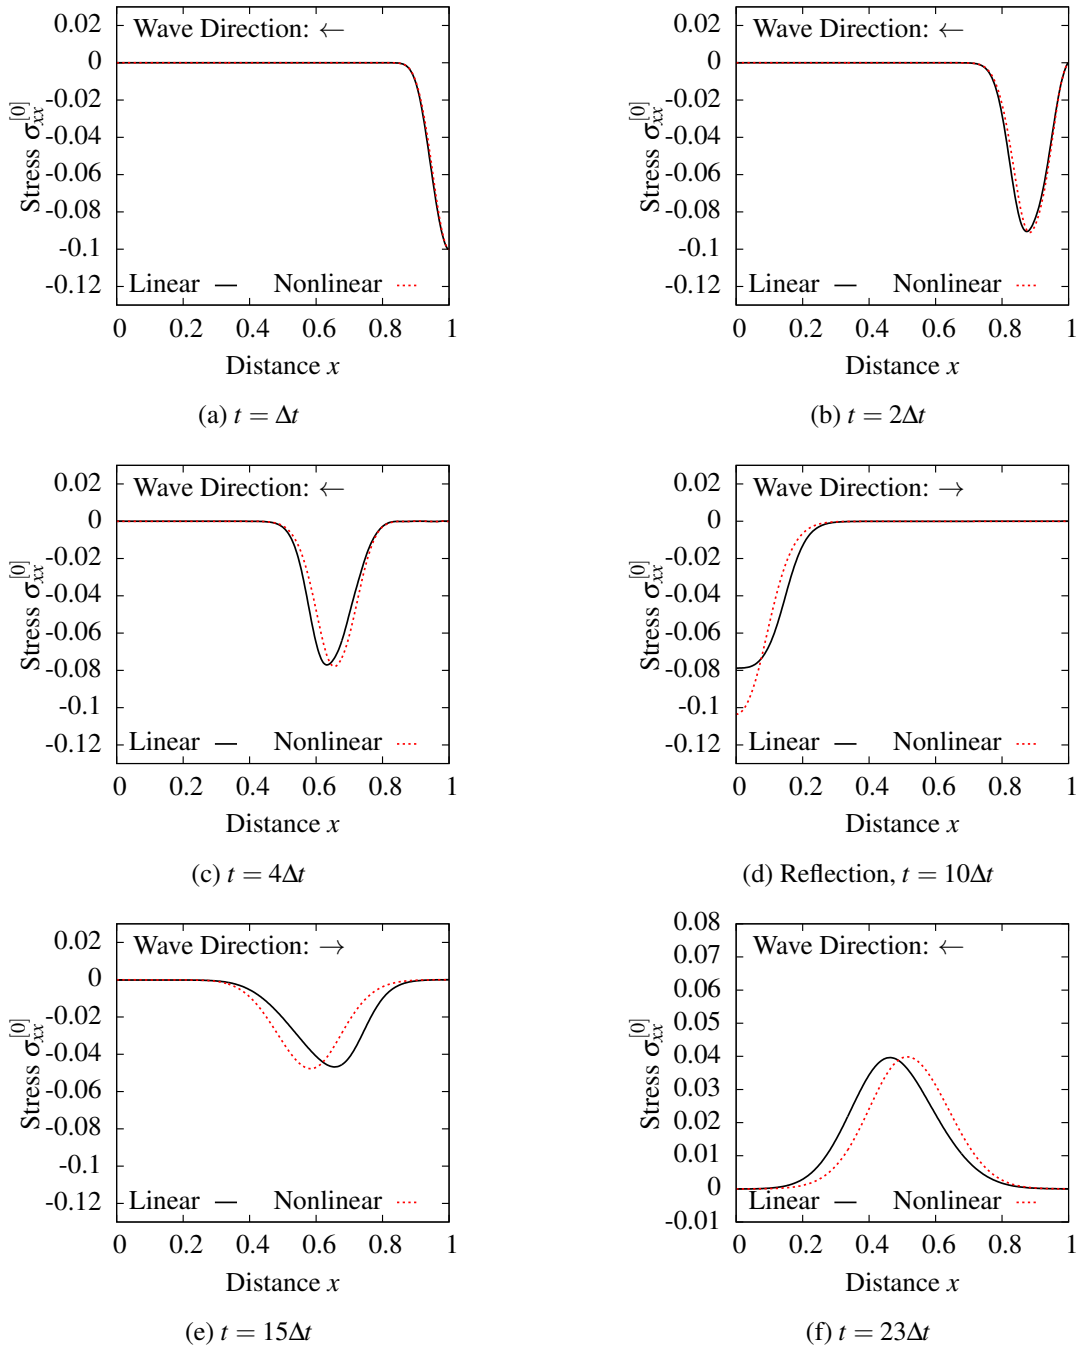 0.02
0
-0.02
-0.04
-0.06
-0.08
-0.1
-0.12
Stress σ_{xx}^{[0]}
Wave Direction: ←
Linear Nonlinear
0 0.2 0.4 0.6 0.8 1
Distance x
(a) t = Δt
0.02
0
-0.02
-0.04
-0.06
-0.08
-0.1
-0.12
Stress σ_{xx}^{[0]}
Wave Direction: ←
Linear Nonlinear
0 0.2 0.4 0.6 0.8 1
Distance x
(b) t = 2Δt
0.02
0
-0.02
-0.04
-0.06
-0.08
-0.1
-0.12
Stress σ_{xx}^{[0]}
Wave Direction: ←
Linear Nonlinear
0 0.2 0.4 0.6 0.8 1
Distance x
(c) t = 4Δt
0.02
0
-0.02
-0.04
-0.06
-0.08
-0.1
-0.12
Stress σ_{xx}^{[0]}
Wave Direction: →
Linear Nonlinear
0 0.2 0.4 0.6 0.8 1
Distance x
(d) Reflection, t = 10Δt
0.02
0
-0.02
-0.04
-0.06
-0.08
-0.1
-0.12
Stress σ_{xx}^{[0]}
Wave Direction: →
Linear Nonlinear
0 0.2 0.4 0.6 0.8 1
Distance x
(e) t = 15Δt
0.08
0.07
0.06
0.05
0.04
0.03
0.02
0.01
0
-0.01
Stress σ_{xx}^{[0]}
Wave Direction: ←
Linear Nonlinear
0 0.2 0.4 0.6 0.8 1
Distance x
(f) t = 23Δt